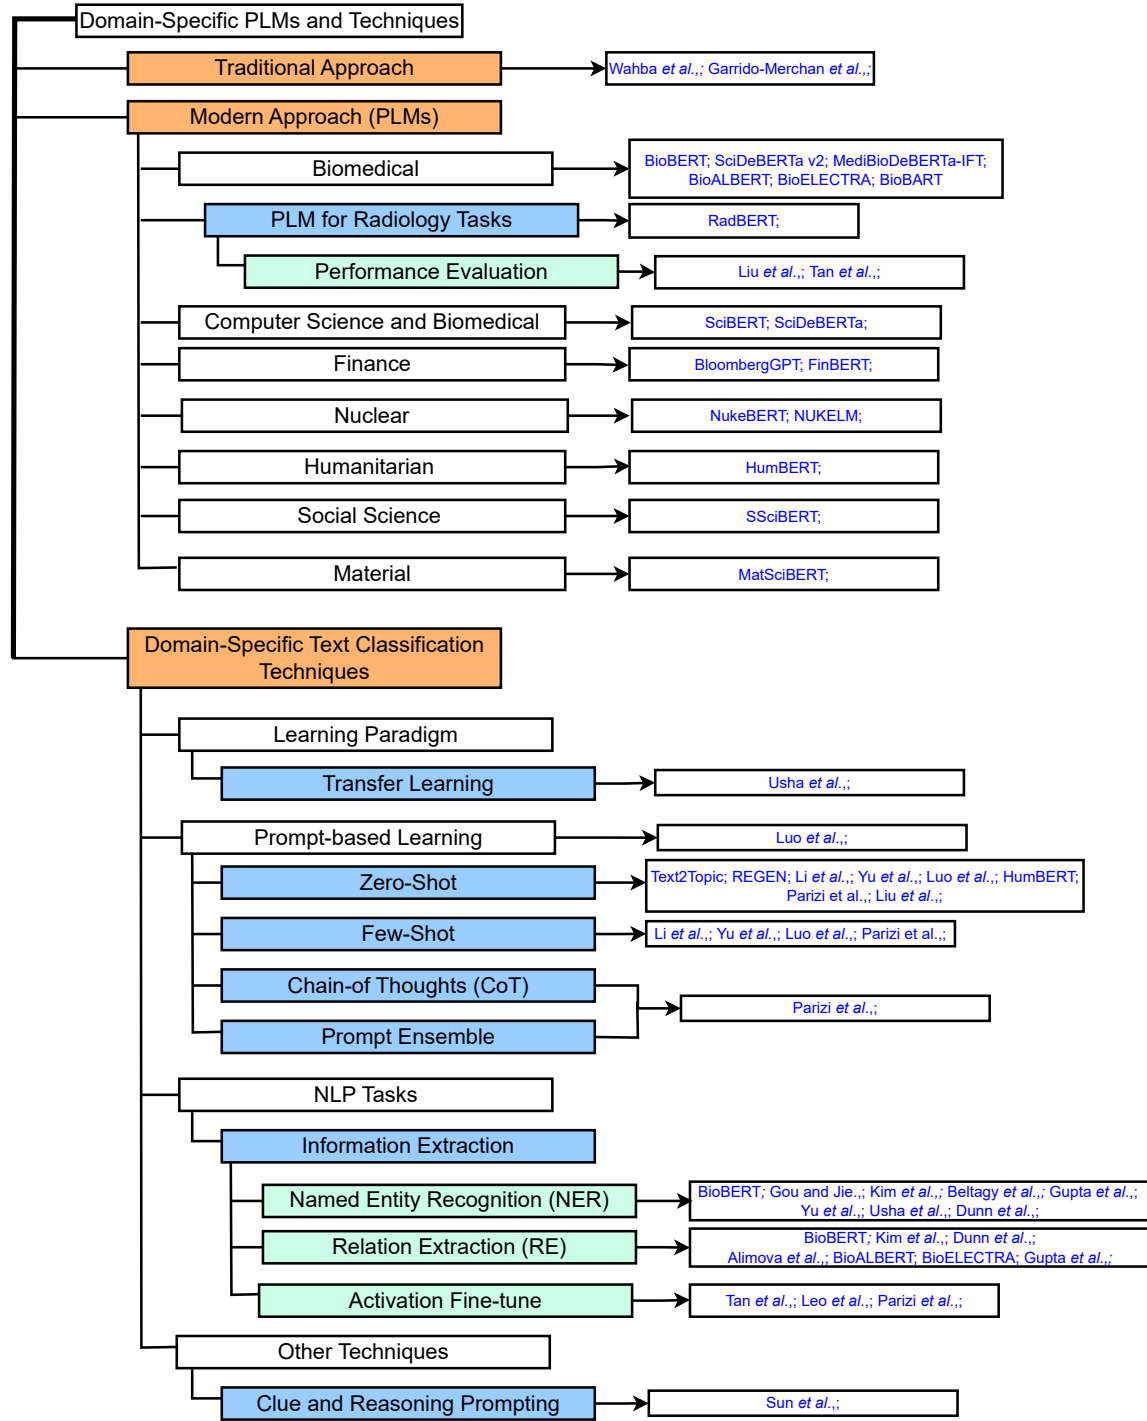 Domain-Specific PLMs and Techniques
Traditional Approach
Wahba et al.,; Garrido-Merchan et al.,;
Modern Approach (PLMs)
Biomedical
BioBERT; SciDeBERTa v2; MediBioDeBERTa-IFT;
BioALBERT; BioELECTRA; BioBART
PLM for Radiology Tasks
RadBERT;
Performance Evaluation
Liu et al.,; Tan et al.,;
Computer Science and Biomedical
SciBERT; SciDeBERTa;
Finance
BloombergGPT; FinBERT;
Nuclear
NukeBERT; NUKELM;
Humanitarian
HumBERT;
Social Science
SSciBERT;
Material
MatSciBERT;
Domain-Specific Text Classification
Techniques
Learning Paradigm
Transfer Learning
Usha et al.,;
Prompt-based Learning
Luo et al.,;
Zero-Shot
Text2Topic; REGEN; Li et al.,; Yu et al.,; Luo et al.,; HumBERT;
Parizi et al.,; Liu et al.,;
Few-Shot
Li et al.,; Yu et al.,; Luo et al.,; Parizi et al.,;
Chain-of Thoughts (CoT)
Prompt Ensemble
Parizi et al.,;
NLP Tasks
Information Extraction
Named Entity Recognition (NER)
BioBERT; Gou and Jie.,; Kim et al.,; Beltagy et al.,; Gupta et al.,;
Yu et al.,; Usha et al.,; Dunn et al.,;
Relation Extraction (RE)
BioBERT; Kim et al.,; Dunn et al.,;
Alimova et al.,; BioALBERT; BioELECTRA; Gupta et al.,;
Activation Fine-tune
Tan et al.,; Leo et al.,; Parizi et al.,;
Other Techniques
Clue and Reasoning Prompting
Sun et al.,;